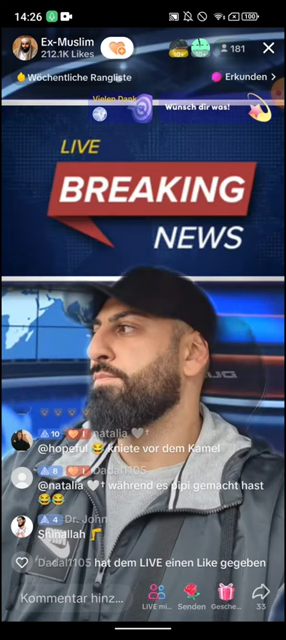 14:26
100
Ex-Muslim
212.1K Likes
181
Wöchentliche Rangliste
Erkunden >
Vielen Dank
Wünsch dir was!
LIVE
BREAKING
NEWS
10 natalia
@hopeful 😂 kniete vor dem Kamel
8 Dadal1105
@natalia 🤍† während es pipi gemacht hast
😂😂
4 Dr. John
Shinallah
Dadal1105 hat dem LIVE einen Like gegeben
Kommentar hinz...
LIVE mi...
Senden
Gesche...
33